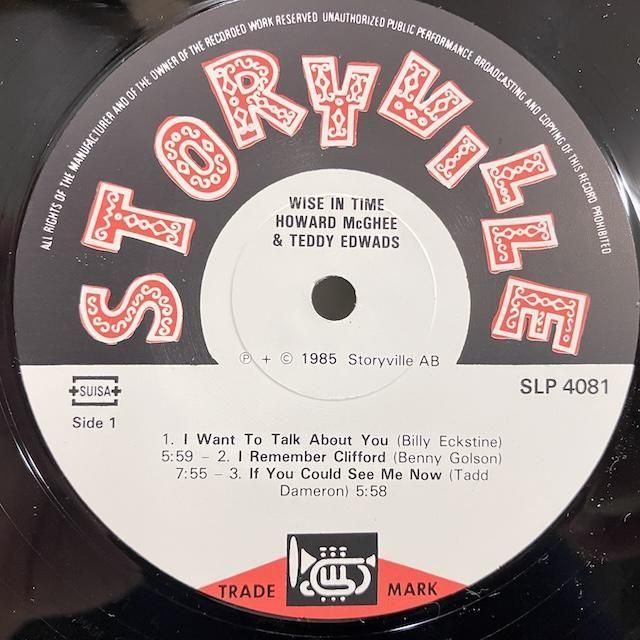 ALL RIGHTS OF THE MANUFACTURER AND OF THE OWNER OF THE RECORDED WORK RESERVED UNAUTHORIZED PUBLIC PERFORMANCE BROADCASTING AND COPYING OF THIS RECORD PROHIBITED
STORYVILLE
WISE IN TIME
HOWARD McGHEE
& TEDDY EDWADS
℗ + © 1985 Storyville AB
SUISA
SLP 4081
Side 1
1. I Want To Talk About You (Billy Eckstine)
5:59 – 2. I Remember Clifford (Benny Golson)
7:55 – 3. If You Could See Me Now (Tadd
Dameron) 5:58
TRADE MARK